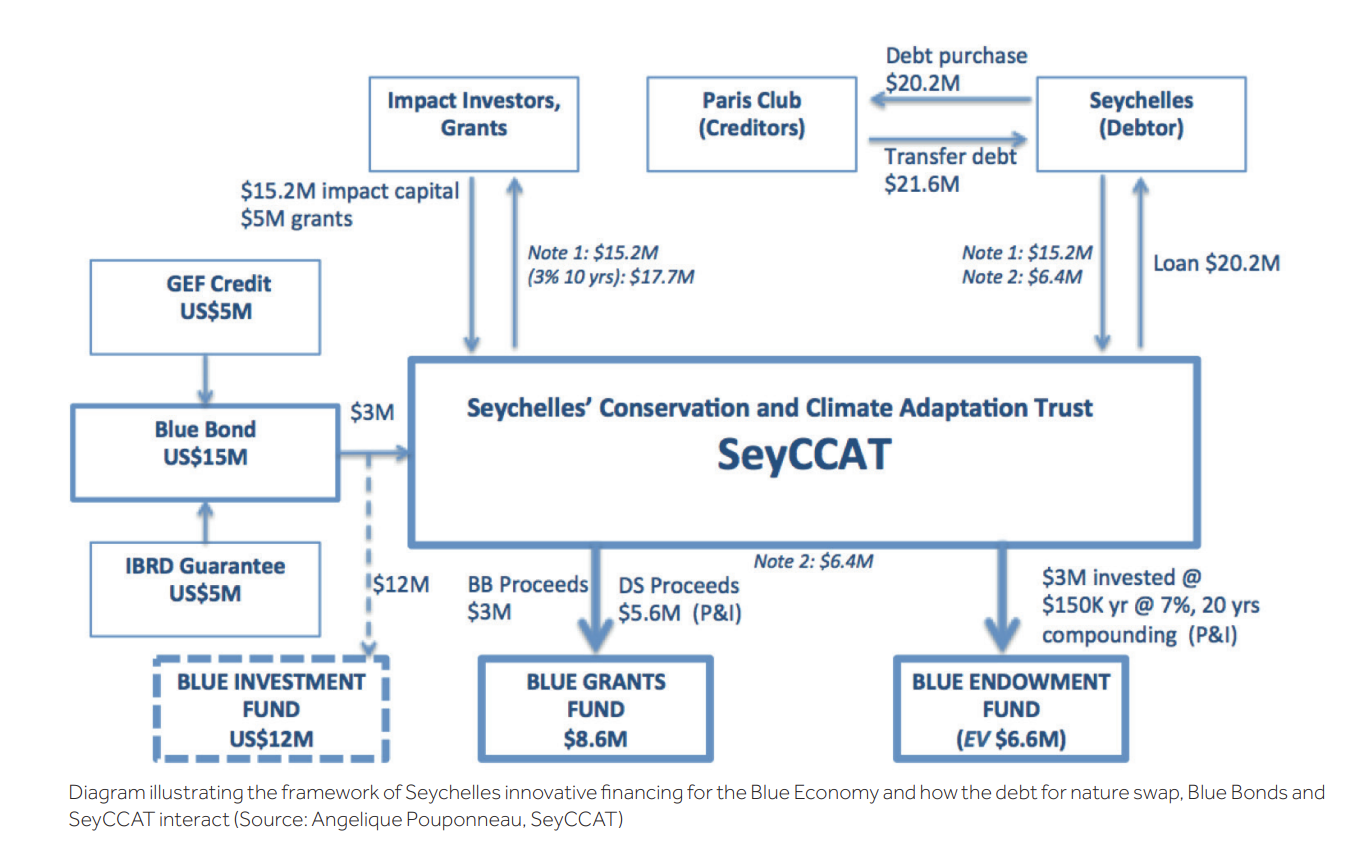 Debt purchase
$20.2M
Impact Investors,
Grants
Paris Club
(Creditors)
Seychelles
(Debtor)
Transfer debt
$21.6M
$15.2M impact capital
$5M grants
Note 1: $15.2M
(3% 10 yrs): $17.7M
Note 1: $15.2M
Note 2: $6.4M
Loan $20.2M
GEF Credit
US$5M
Blue Bond
US$15M
$3M
Seychelles’ Conservation and Climate Adaptation Trust
SeyCCAT
IBRD Guarantee
US$5M
$12M
BB Proceeds
$3M
DS Proceeds
$5.6M (P&I)
Note 2: $6.4M
$3M invested @
$150K yr @ 7%, 20 yrs
compounding (P&I)
BLUE INVESTMENT
FUND
US$12M
BLUE GRANTS
FUND
$8.6M
BLUE ENDOWMENT
FUND
(EV $6.6M)
Diagram illustrating the framework of Seychelles innovative financing for the Blue Economy and how the debt for nature swap, Blue Bonds and
SeyCCAT interact (Source: Angelique Pouponneau, SeyCCAT)